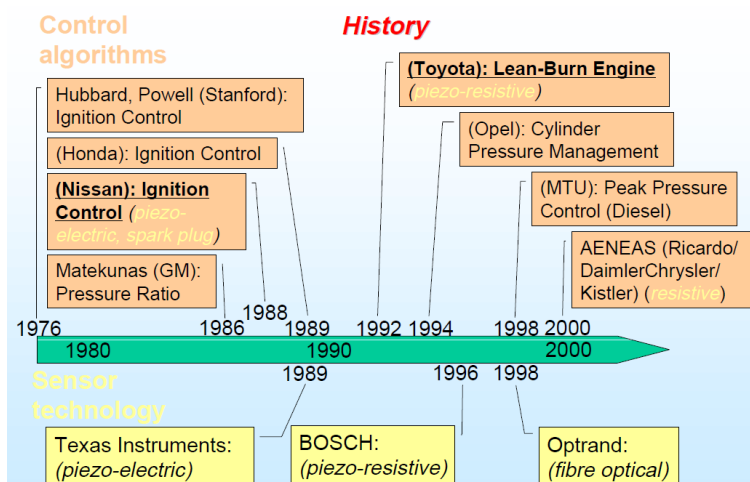 Control
algorithms
History
Hubbard, Powell (Stanford):
Ignition Control
(Honda): Ignition Control
(Nissan): Ignition
Control (piezo-
electric, spark plug)
Matekunas (GM):
Pressure Ratio
(Toyota): Lean-Burn Engine
(piezo-resistive)
(Opel): Cylinder
Pressure Management
(MTU): Peak Pressure
Control (Diesel)
AENEAS (Ricardo/
DaimlerChrysler/
Kistler) (resistive)
1976 1986 1988 1989 1992 1994 1998 2000
1980 1990 2000
1989 1996 1998
Sensor
technology
Texas Instruments:
(piezo-electric)
BOSCH:
(piezo-resistive)
Optrand:
(fibre optical)